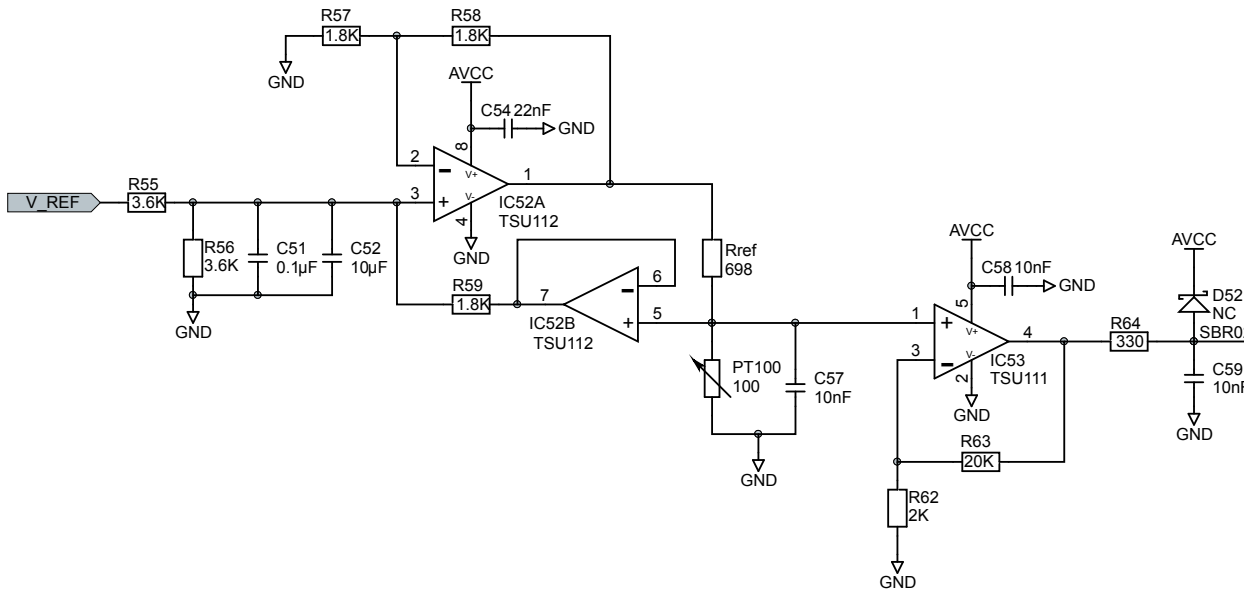 R57
1.8K
R58
1.8K
GND
AVCC
C54 22nF
GND
8
2
1
V+
V-
3
4
IC52A
TSU112
GND
V_REF
R55
3.6K
R56
3.6K
C51
0.1µF
C52
10µF
GND
R59
1.8K
7
6
5
IC52B
TSU112
Rref
698
PT100
100
C57
10nF
GND
AVCC
C58 10nF
GND
5
1
3
V+
V-
4
2
IC53
TSU111
GND
R63
20K
R62
2K
GND
R64
330
AVCC
D52
NC
C59
GND